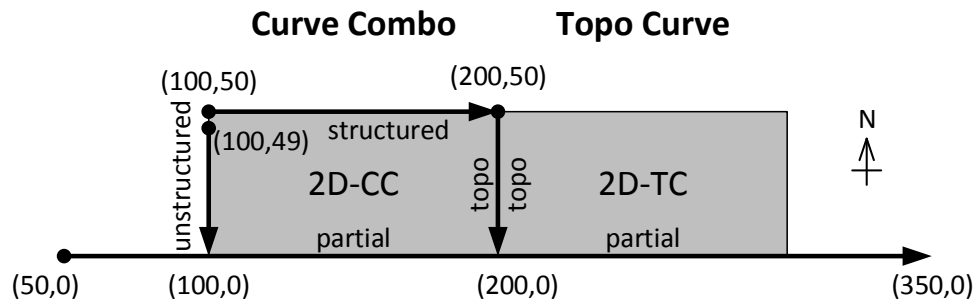 Curve Combo
Topo Curve
(100,50)
(200,50)
N
unstructured
(100,49)
structured
2D-CC
topo
topo
2D-TC
partial
partial
(50,0)
(100,0)
(200,0)
(350,0)